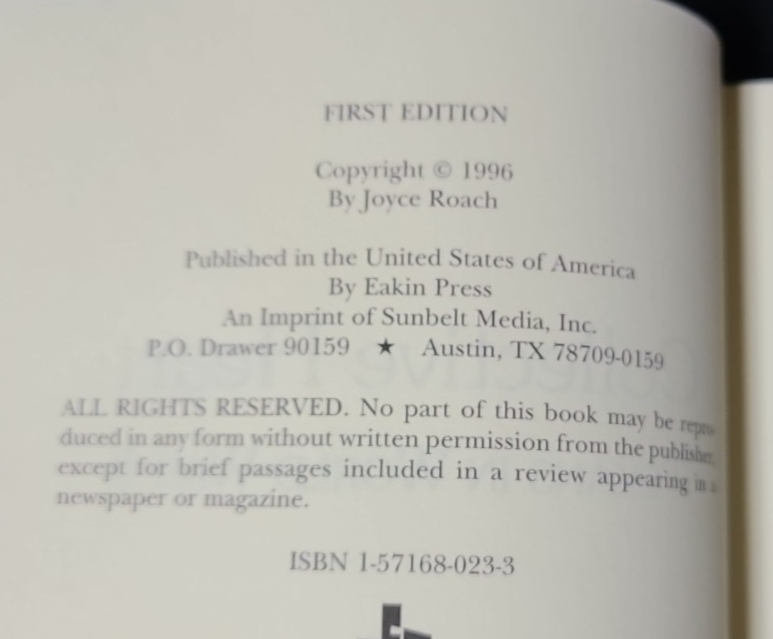 FIRST EDITION
Copyright © 1996
By Joyce Roach
Published in the United States of America
By Eakin Press
An Imprint of Sunbelt Media, Inc.
P.O. Drawer 90159 ★ Austin, TX 78709-0159
ALL RIGHTS RESERVED. No part of this book may be repro-
duced in any form without written permission from the publisher,
except for brief passages included in a review appearing in a
newspaper or magazine.
ISBN 1-57168-023-3